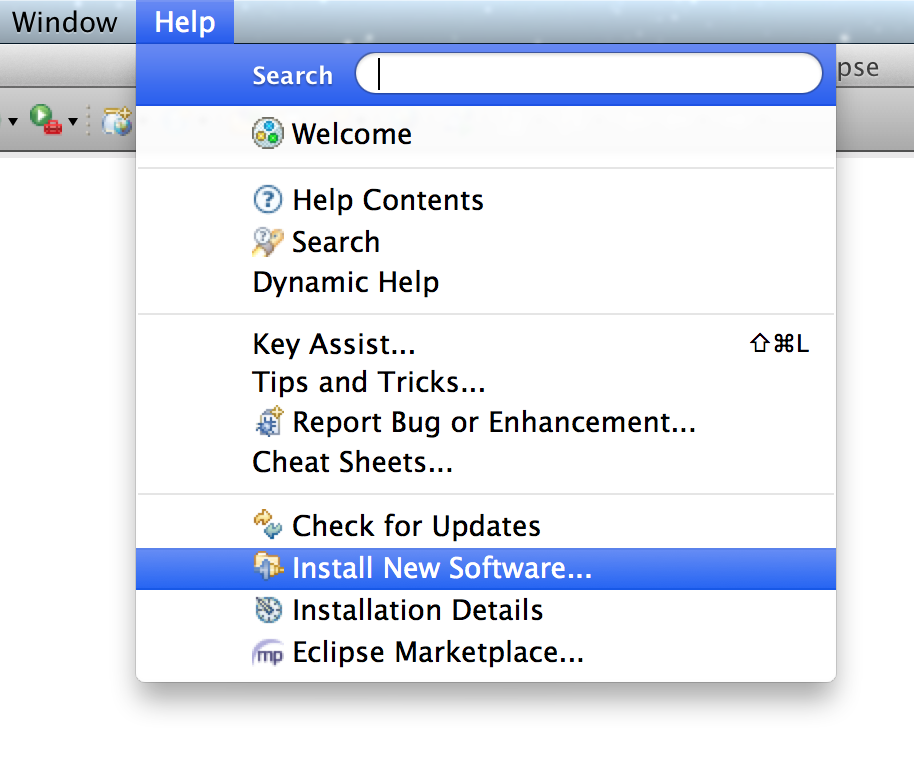 Window Help
Search
pse
Welcome
Help Contents
Search
Dynamic Help
Key Assist... ⇧⌘L
Tips and Tricks...
Report Bug or Enhancement...
Cheat Sheets...
Check for Updates
Install New Software...
Installation Details
mp Eclipse Marketplace...